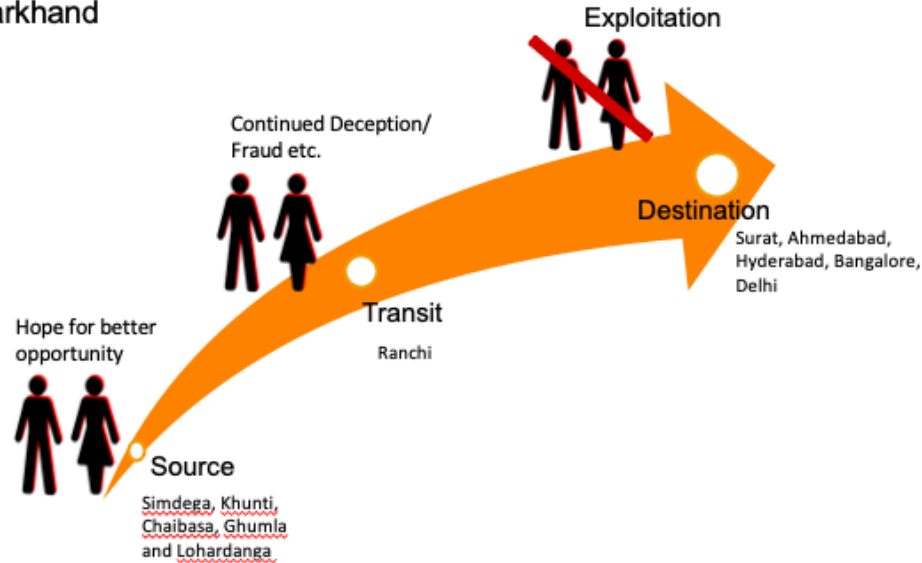 arkhand
Exploitation
Continued Deception/
Fraud etc.
Destination
Surat, Ahmedabad,
Hyderabad, Bangalore,
Delhi
Transit
Ranchi
Hope for better
opportunity
Source
Simdega, Khunti,
Chaibasa, Ghumla
and Lohardanga